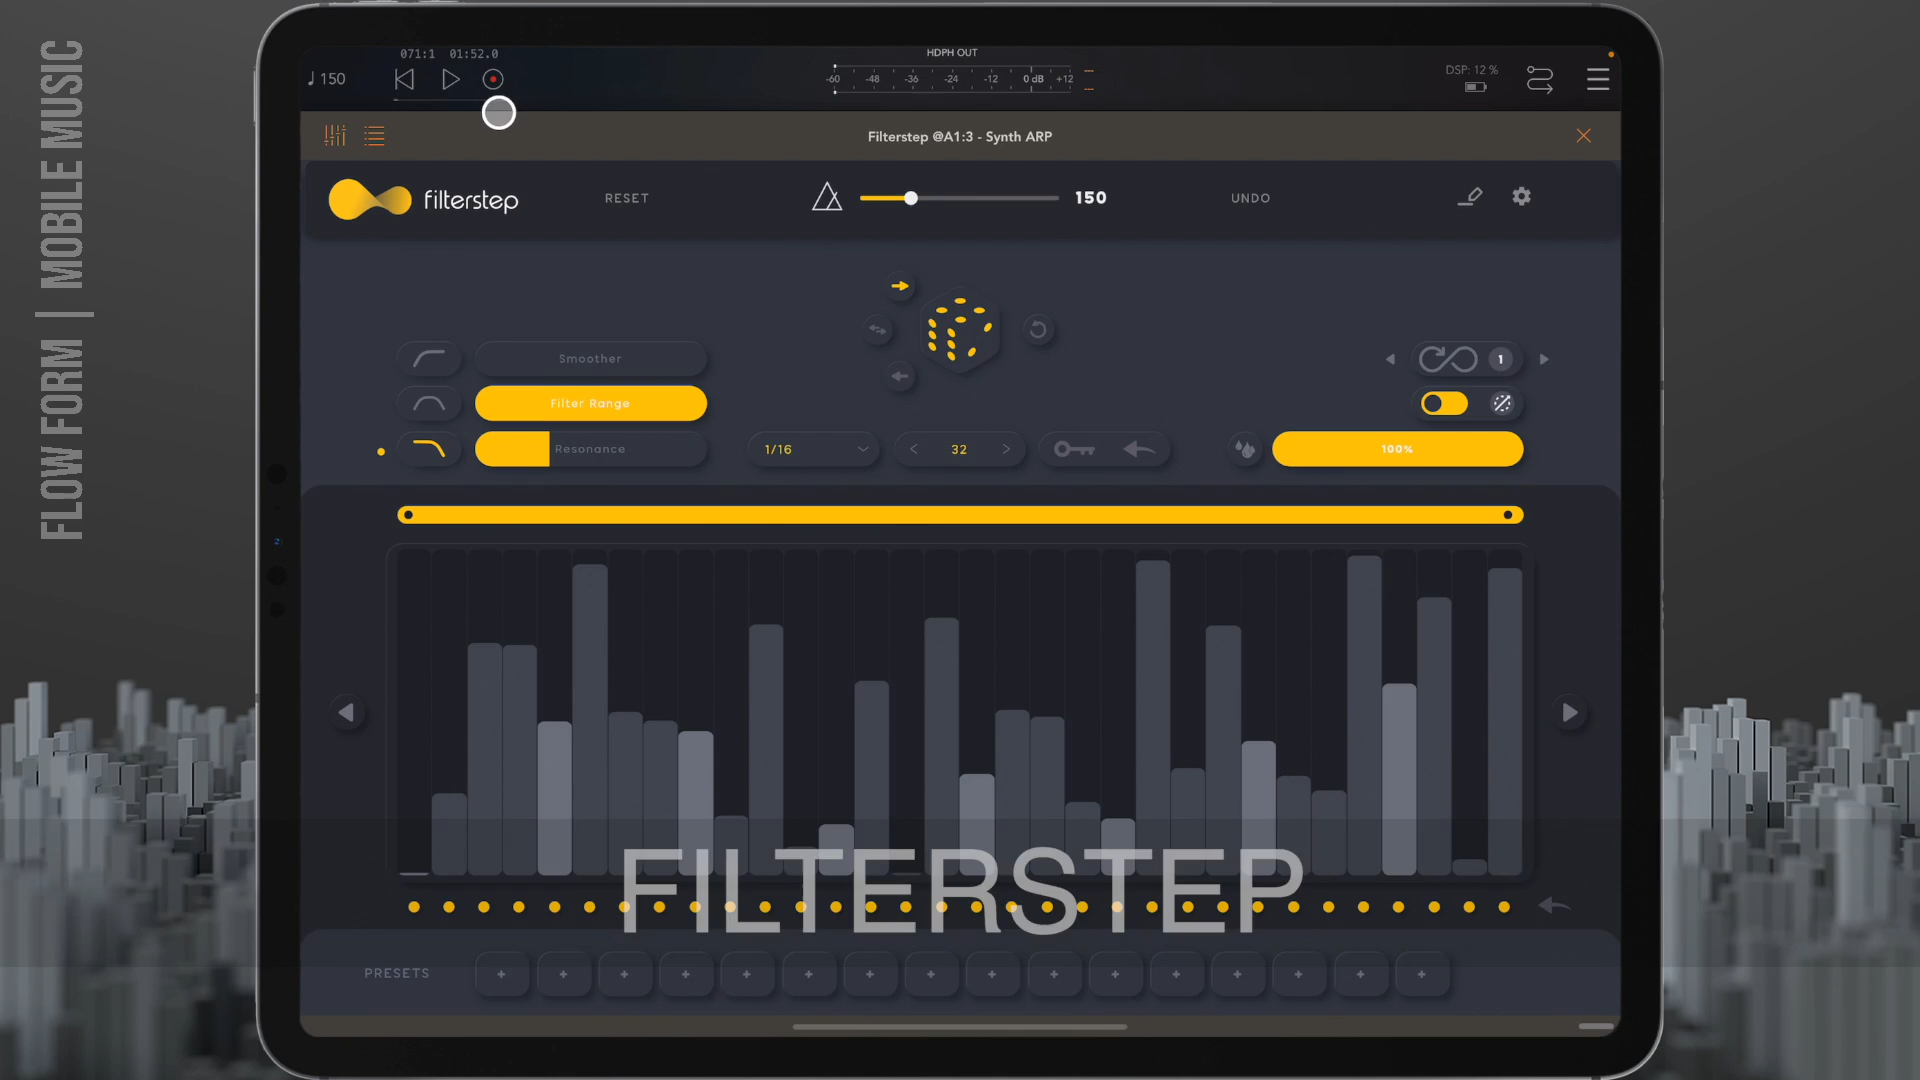 FLOW FORM | MOBILE MUSIC
071:1 01:52.0
♩150
HDPH OUT
-60 -48 -36 -24 -12 0 dB +12
DSP: 12 %
Filterstep @A1:3 - Synth ARP
filterstep
RESET
150
UNDO
Smoother
Filter Range
Resonance
1/16
32
1
100%
FILTERSTEP
PRESETS
+ + + + + + + + + + + + + + + +